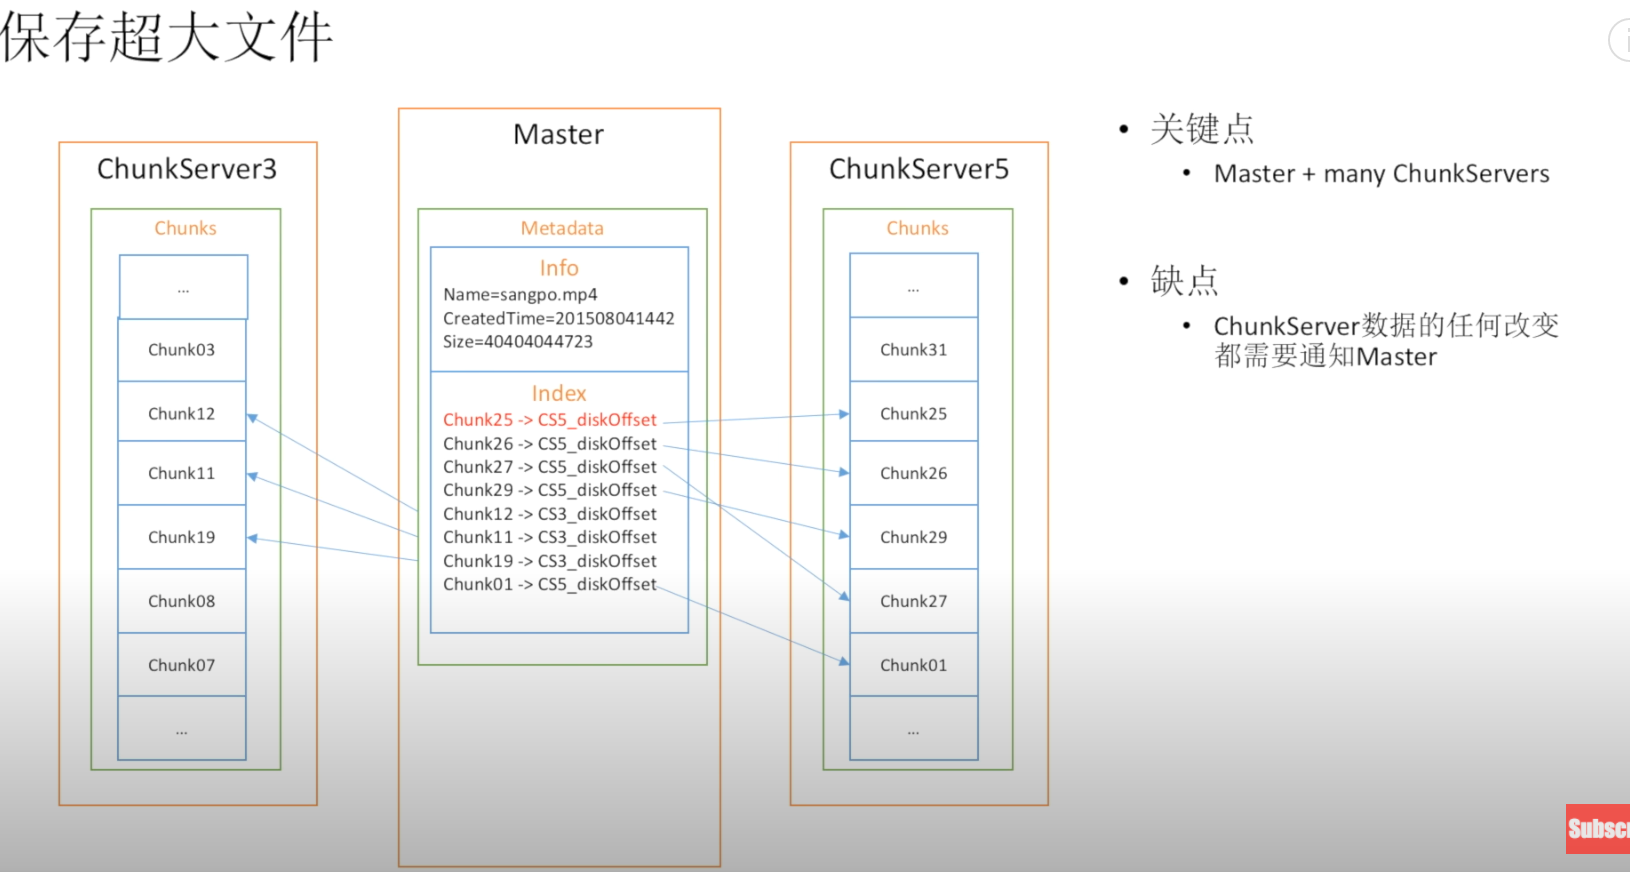 保存超大文件
ChunkServer3
Chunks
...
Chunk03
Chunk12
Chunk11
Chunk19
Chunk08
Chunk07
...
Master
Metadata
Info
Name=sangpo.mp4
CreatedTime=201508041442
Size=40404044723
Index
Chunk25 -> CS5_diskOffset
Chunk26 -> CS5_diskOffset
Chunk27 -> CS5_diskOffset
Chunk29 -> CS5_diskOffset
Chunk12 -> CS3_diskOffset
Chunk11 -> CS3_diskOffset
Chunk19 -> CS3_diskOffset
Chunk01 -> CS5_diskOffset
ChunkServer5
Chunks
...
Chunk31
Chunk25
Chunk26
Chunk29
Chunk27
Chunk01
...
• 关键点
• Master + many ChunkServers
• 缺点
• ChunkServer数据的任何改变
都需要通知Master